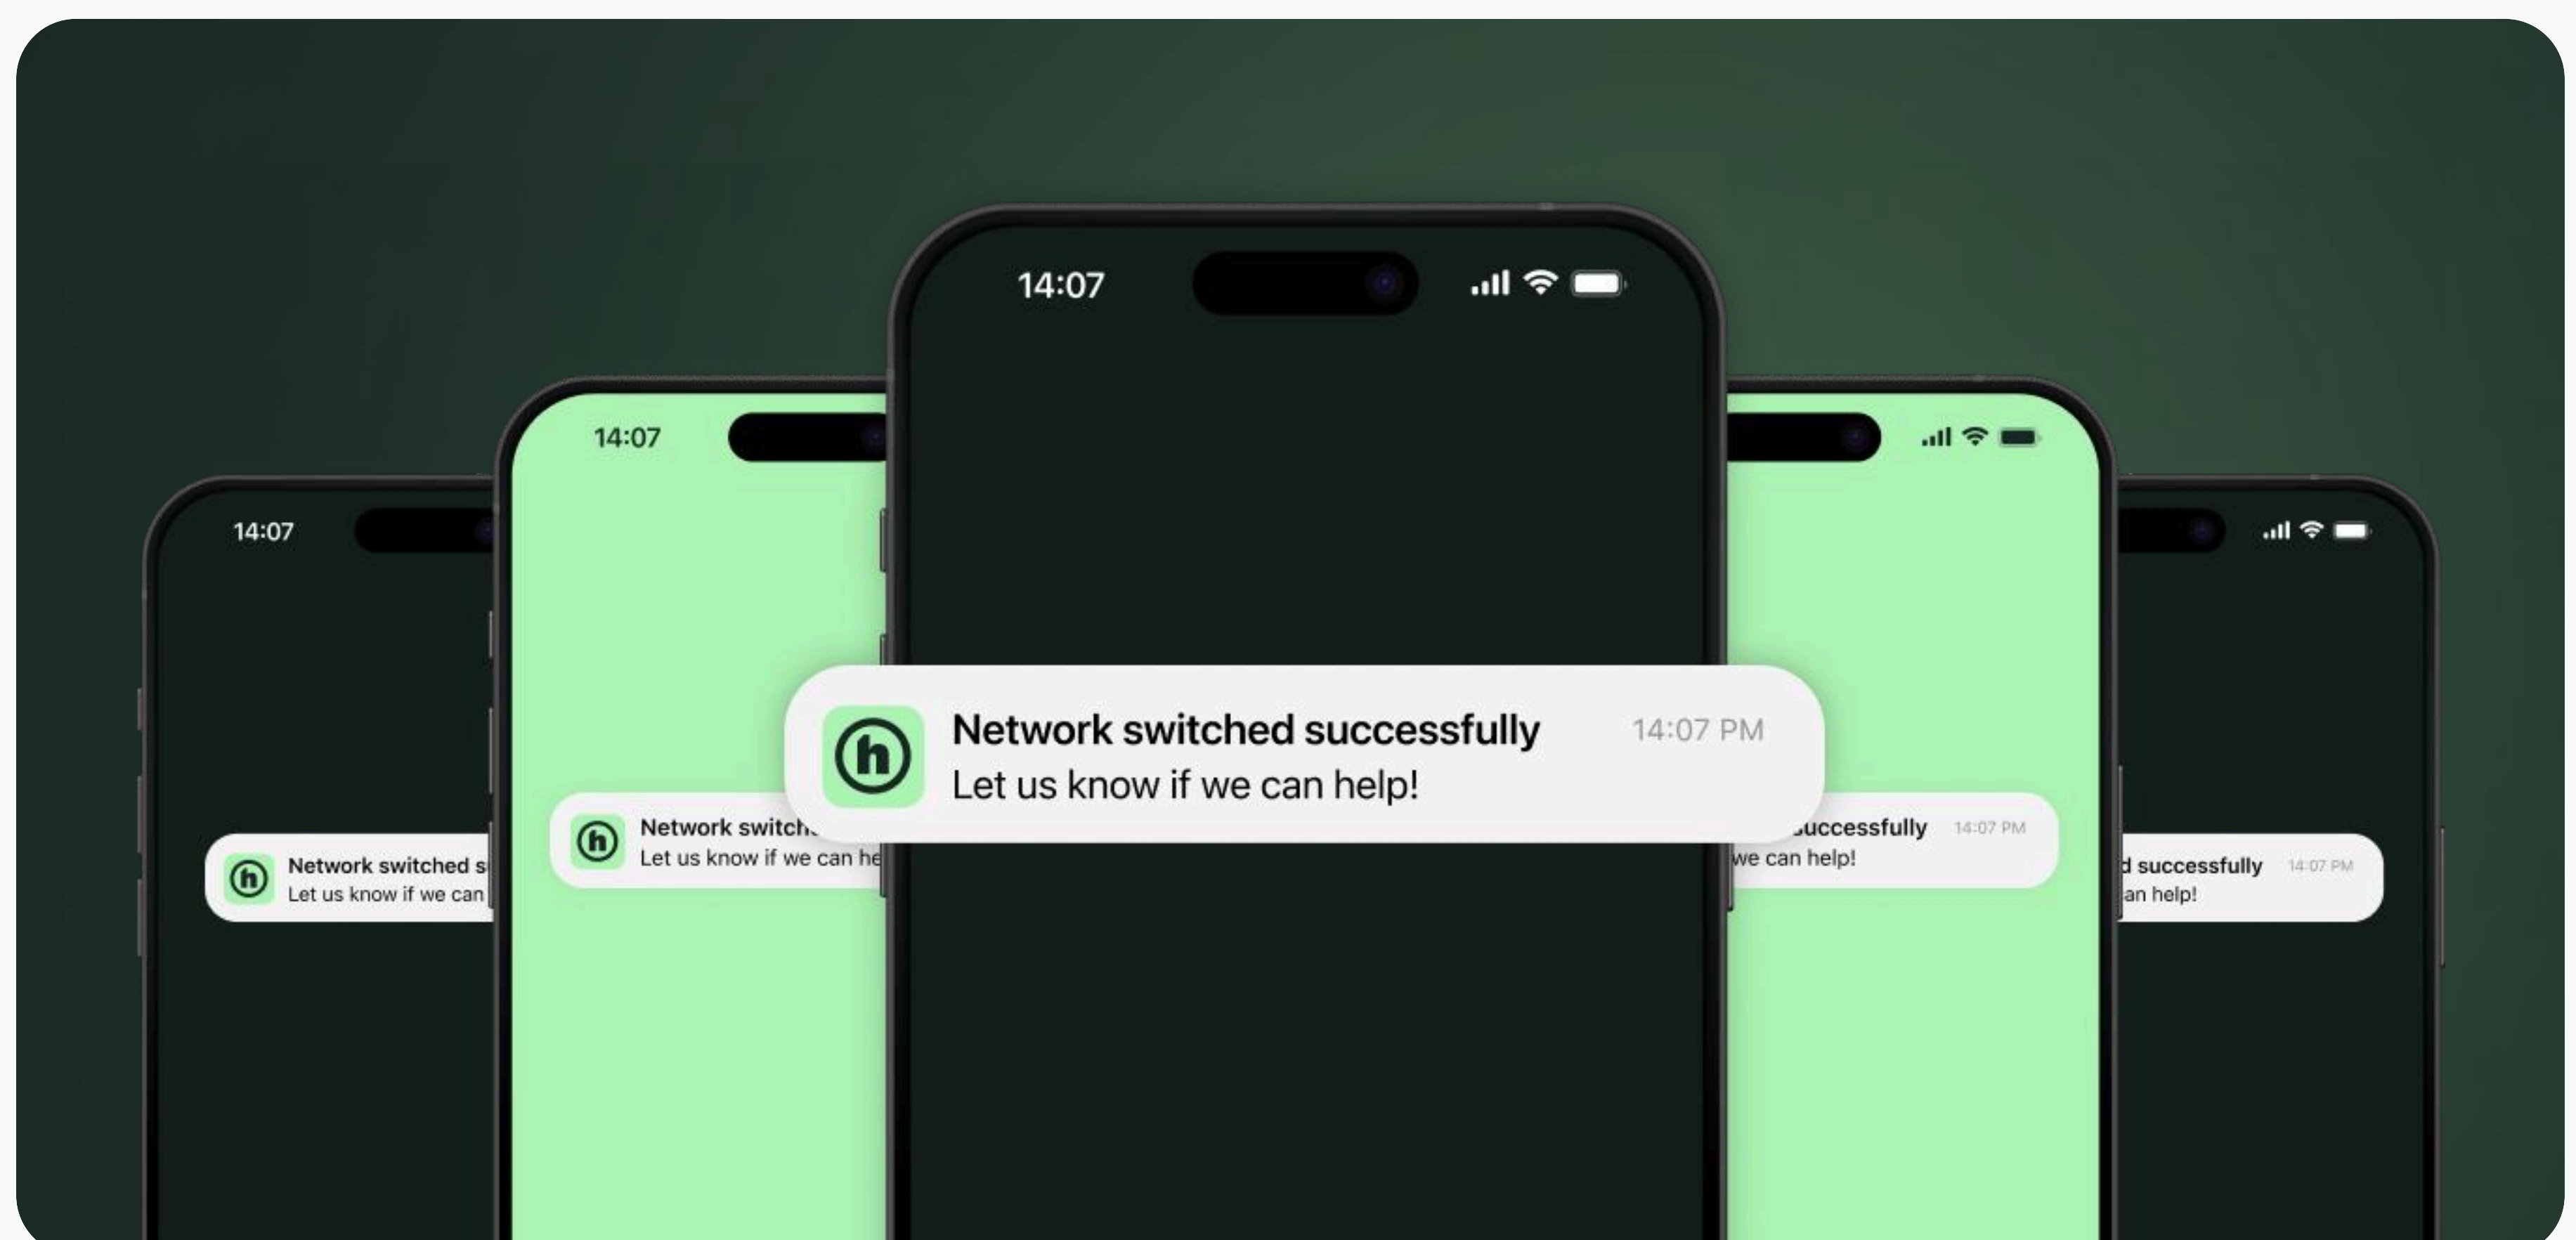 14:07
14:07
14:07
h
Network switched successfully 14:07 PM
Let us know if we can help!
h
Network switch
Let us know if we can he
successfully 14:07 PM
we can help!
h
Network switched s
Let us know if we can
d successfully 14:07 PM
an help!